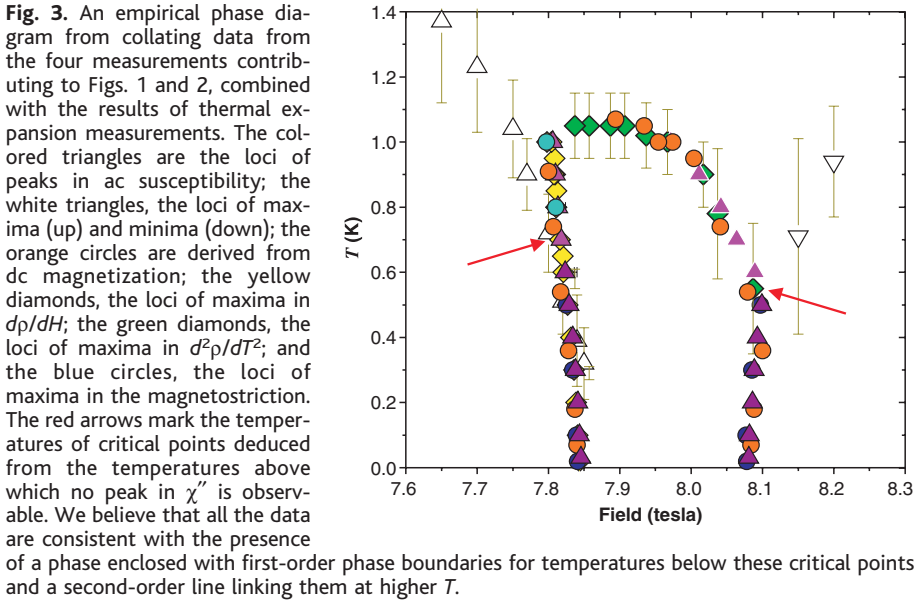 Fig. 3. An empirical phase dia-
gram from collating data from
the four measurements contrib-
uting to Figs. 1 and 2, combined
with the results of thermal ex-
pansion measurements. The col-
ored triangles are the loci of
peaks in ac susceptibility; the
white triangles, the loci of max-
ima (up) and minima (down); the
orange circles are derived from
dc magnetization; the yellow
diamonds, the loci of maxima in
dρ/dH; the green diamonds, the
loci of maxima in d²ρ/dT²; and
the blue circles, the loci of
maxima in the magnetostriction.
The red arrows mark the temper-
atures of critical points deduced
from the temperatures above
which no peak in χ″ is observ-
able. We believe that all the data
are consistent with the presence
of a phase enclosed with first-order phase boundaries for temperatures below these critical points
and a second-order line linking them at higher T.
1.4
1.2
1.0
0.8
0.6
0.4
0.2
0.0
T (K)
7.6 7.7 7.8 7.9 8.0 8.1 8.2 8.3
Field (tesla)